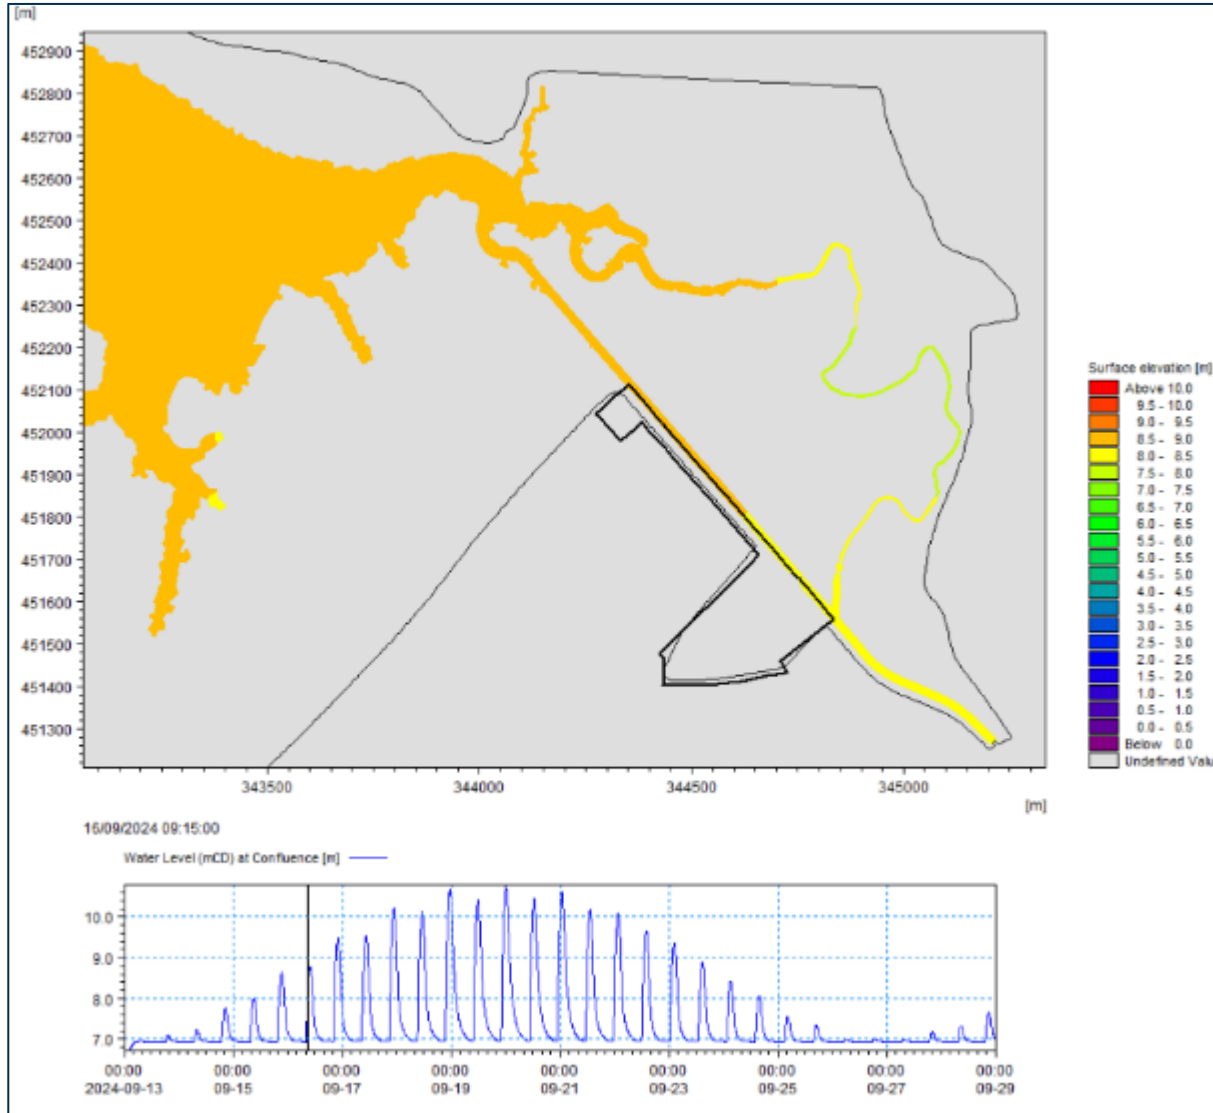 [m]
452900
452800
452700
452600
452500
452400
452300
452200
452100
452000
451900
451800
451700
451600
451500
451400
451300
343500 344000 344500 345000
[m]
Surface elevation [m]
Above 10.0
9.5 - 10.0
9.0 - 9.5
8.5 - 9.0
8.0 - 8.5
7.5 - 8.0
7.0 - 7.5
6.5 - 7.0
6.0 - 6.5
5.5 - 6.0
5.0 - 5.5
4.5 - 5.0
4.0 - 4.5
3.5 - 4.0
3.0 - 3.5
2.5 - 3.0
2.0 - 2.5
1.5 - 2.0
1.0 - 1.5
0.5 - 1.0
0.0 - 0.5
Below 0.0
Undefined Valu
16/09/2024 09:15:00
Water Level (mCD) at Confluence [m]
10.0
9.0
8.0
7.0
00:00 00:00 00:00 00:00 00:00 00:00 00:00 00:00 00:00
2024-09-13 09-15 09-17 09-19 09-21 09-23 09-25 09-27 09-29